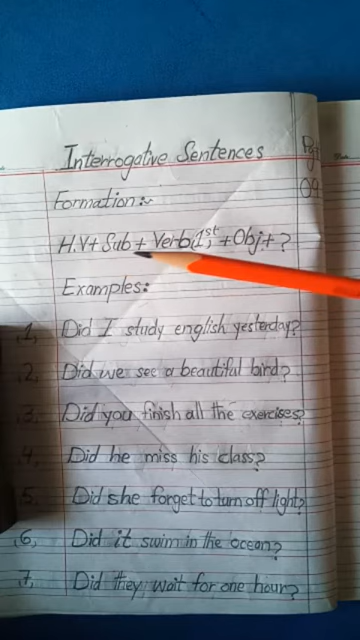 Interrogative Sentences
Formation:-
H.V+ Sub + Verb(1st) + Obj+ ?
Examples:
1, Did I study english yesterday?
2, Did we see a beautiful bird?
3, Did you finish all the exercises?
4, Did he miss his class?
5, Did she forget to turn off light?
6, Did it swim in the ocean?
7, Did they wait for one hour?
09